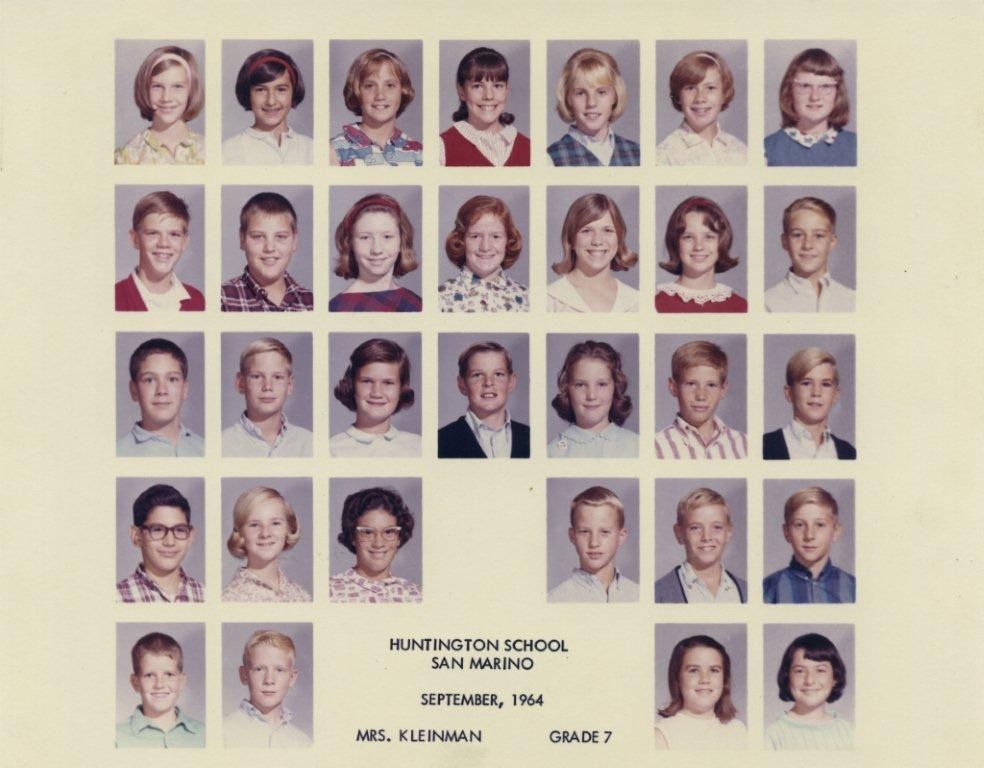 HUNTINGTON SCHOOL
SAN MARINO
SEPTEMBER, 1964
MRS. KLEINMAN GRADE 7